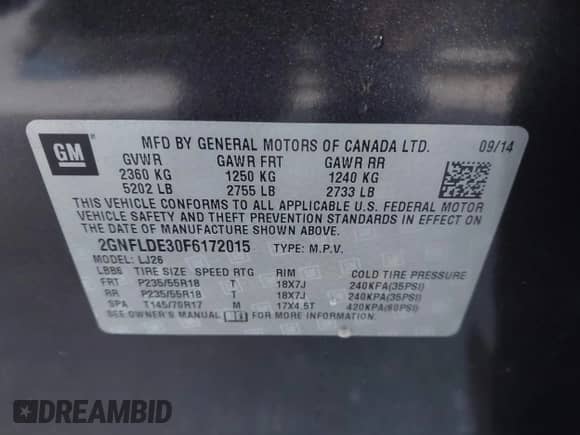 GM
MFD BY GENERAL MOTORS OF CANADA LTD. 09/14
GVWR GAWR FRT GAWR RR
2360 KG 1250 KG 1240 KG
5202 LB 2755 LB 2733 LB
THIS VEHICLE CONFORMS TO ALL APPLICABLE U.S. FEDERAL MOTOR
VEHICLE SAFETY AND THEFT PREVENTION STANDARDS IN EFFECT ON
THE DATE OF MANUFACTURE SHOWN ABOVE.
2GNFLDE30F6172015 TYPE: M.P.V.
MODEL: LJ26
LBB6 TIRE SIZE SPEED RTG RIM COLD TIRE PRESSURE
FRT P235/55R18 T 18X7J 240KPA(35PSI)
RR P235/55R18 T 18X7J 240KPA(35PSI)
SPA T145/70R17 M 17X4.5T 420KPA(60PSI)
SEE OWNER'S MANUAL FOR MORE INFORMATION.
DREAMBID